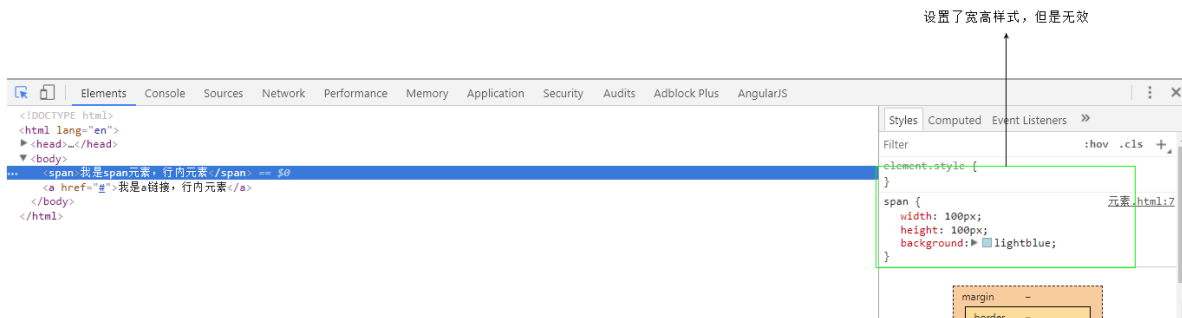 设置了宽高样式，但是无效
Elements Console Sources Network Performance Memory Application Security Audits Adblock Plus AngularJS
<!DOCTYPE html>
<html lang="en">
<head>…</head>
<body>
<span>我是span元素，行内元素</span> == $0
<a href="#">我是a链接，行内元素</a>
</body>
</html>
Styles Computed Event Listeners »
Filter :hov .cls +
element.style {
}
span { 元素.html:7
width: 100px;
height: 100px;
background: lightblue;
}
margin –
border –